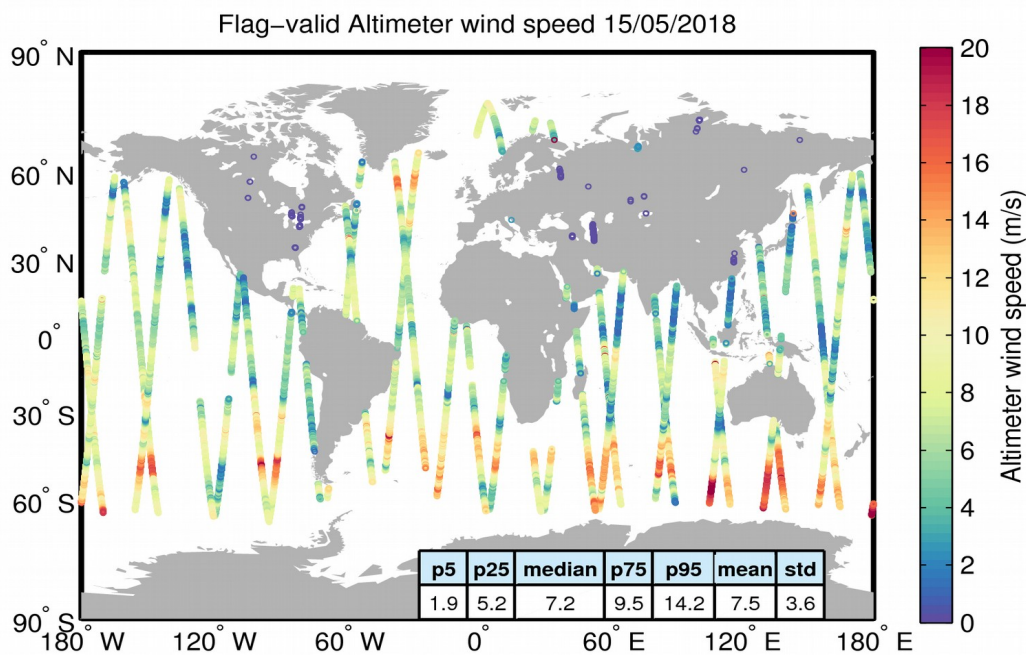 Flag−valid Altimeter wind speed 15/05/2018
90° N
60° N
30° N
0°
30° S
60° S
90° S
180° W
120° W
60° W
0°
60° E
120° E
180° E
p5 p25 median p75 p95 mean std
1.9 5.2 7.2 9.5 14.2 7.5 3.6
20
18
16
14
12
10
8
6
4
2
0
Altimeter wind speed (m/s)